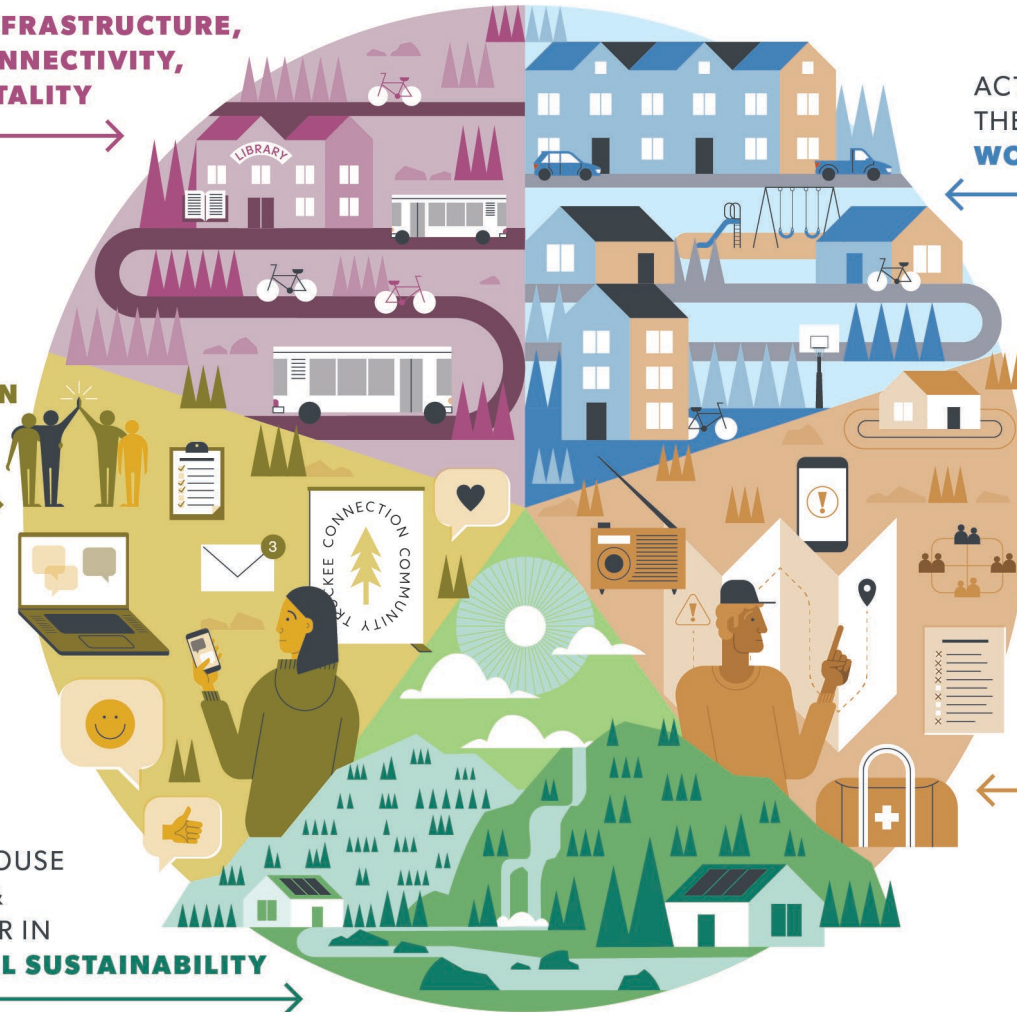 FRASTRUCTURE,
NNECTIVITY,
TALITY
LIBRARY
ACT
THE
WO
N
3
TRUCKEE CONNECTION COMMUNITY
OUSE
&
R IN
L SUSTAINABILITY